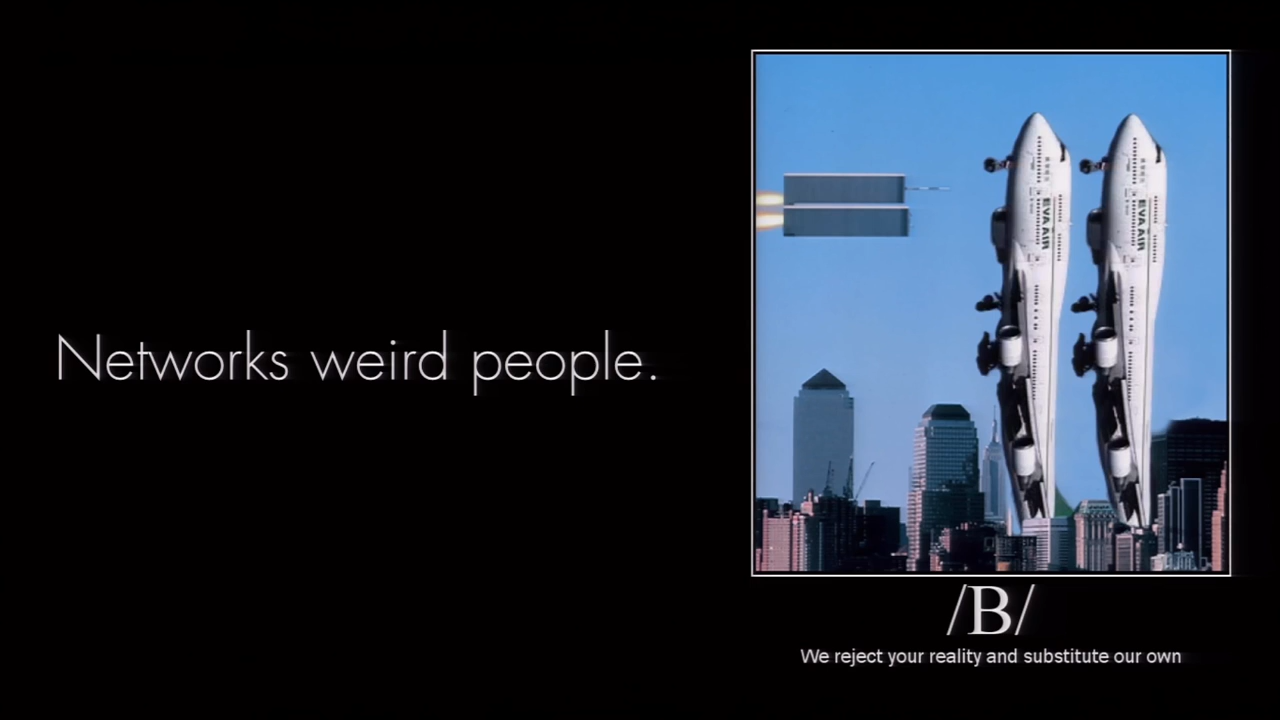 Networks weird people.
EVA AIR
EVA AIR
/B/
We reject your reality and substitute our own